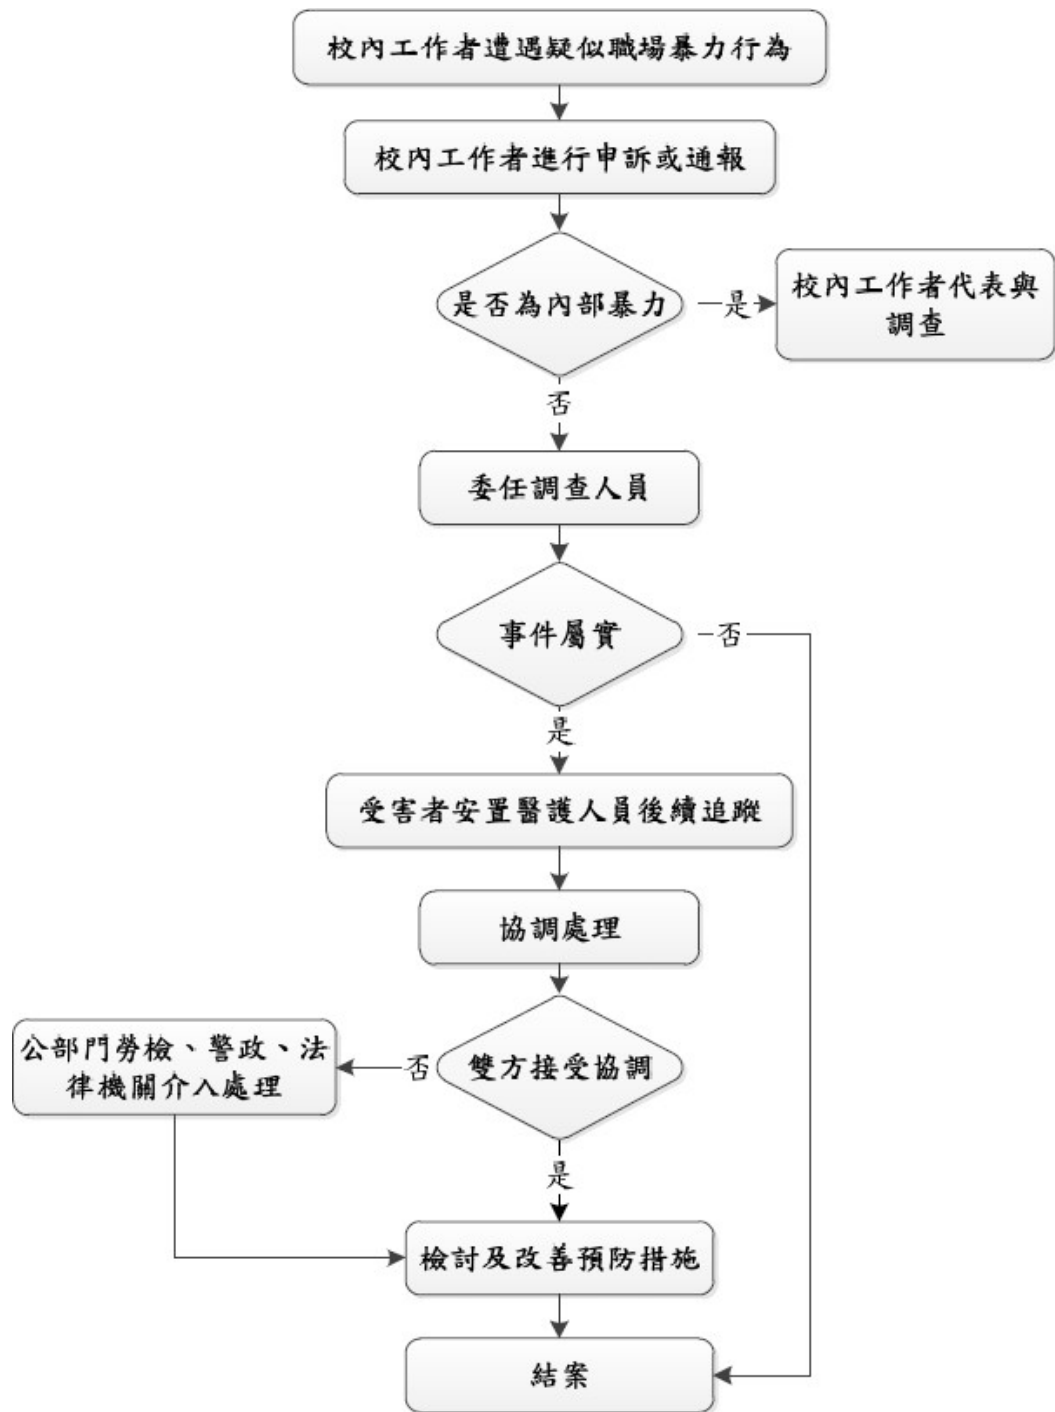 校內工作者遭遇疑似職場暴力行為
校內工作者進行申訴或通報
是否為內部暴力
是
校內工作者代表與
調查
否
委任調查人員
事件屬實
否
是
受害者安置醫護人員後續追蹤
協調處理
公部門勞檢、警政、法
律機關介入處理
否
雙方接受協調
是
檢討及改善預防措施
結案